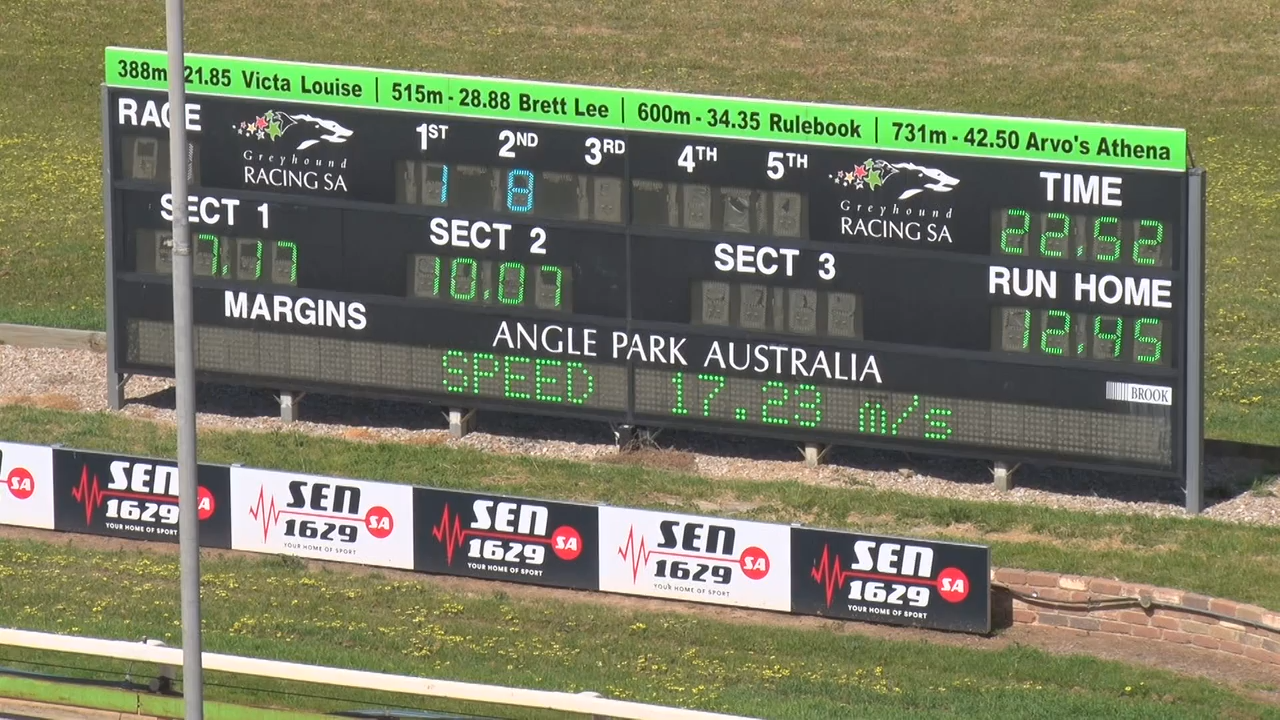 388m 21.85 Victa Louise | 515m - 28.88 Brett Lee | 600m - 34.35 Rulebook | 731m - 42.50 Arvo's Athena
RACE
Greyhound
RACING SA
1ST 2ND 3RD 4TH 5TH
1 8
Greyhound
RACING SA
TIME
22.52
SECT 1
7.17
SECT 2
10.07
SECT 3
RUN HOME
12.45
MARGINS
ANGLE PARK AUSTRALIA
SPEED 17.23 m/s
BROOK
SA
SEN
1629 SA
YOUR HOME OF SPORT
SEN
1629 SA
YOUR HOME OF SPORT
SEN
1629 SA
YOUR HOME OF SPORT
SEN
1629 SA
YOUR HOME OF SPORT
SEN
1629 SA
YOUR HOME OF SPORT